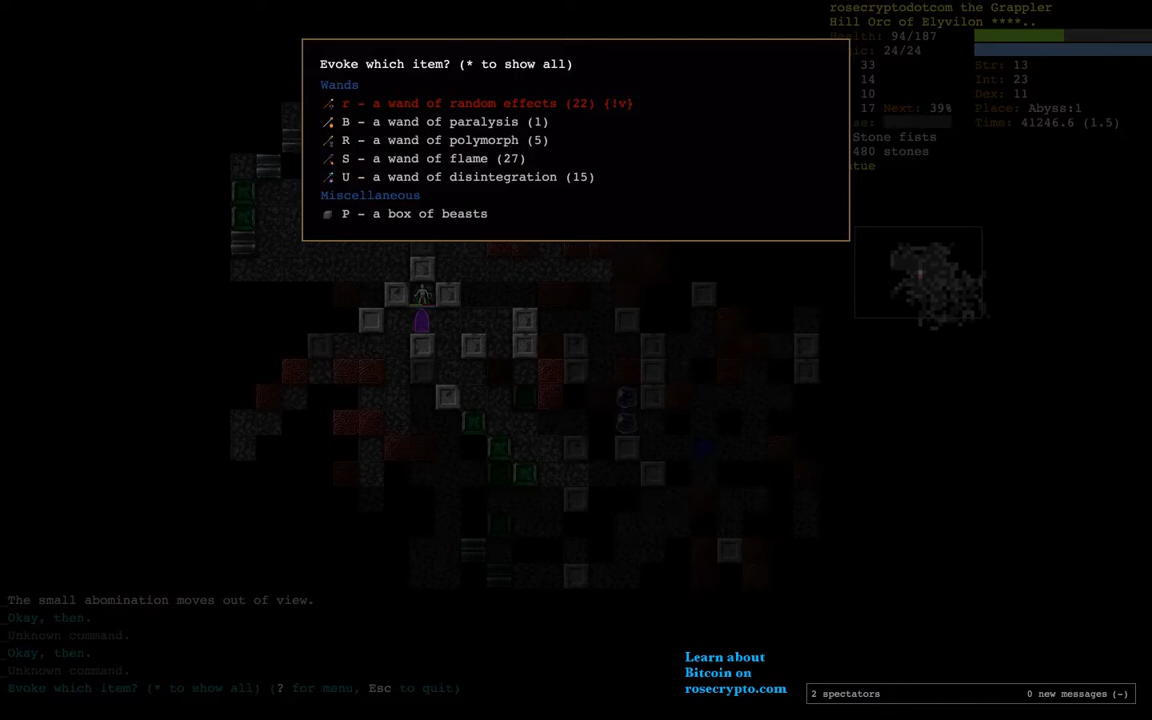 rosecryptodotcom the Grappler
Hill Orc of Elyvilon ****..
Health: 94/187
24/24
33
Str: 13
14
Int: 23
10
Dex: 11
17 Next: 39%
Place: Abyss:1
Time: 41246.6 (1.5)
Stone fists
480 stones
Evoke which item? (* to show all)
Wands
r - a wand of random effects (22) {!v}
B - a wand of paralysis (1)
R - a wand of polymorph (5)
S - a wand of flame (27)
U - a wand of disintegration (15)
Miscellaneous
P - a box of beasts
_The small abomination moves out of view.
_Okay, then.
_Unknown command.
_Okay, then.
_Unknown command.
Evoke which item? (* to show all) (? for menu, Esc to quit)
Learn about
Bitcoin on
rosecrypto.com
2 spectators
0 new messages (-)